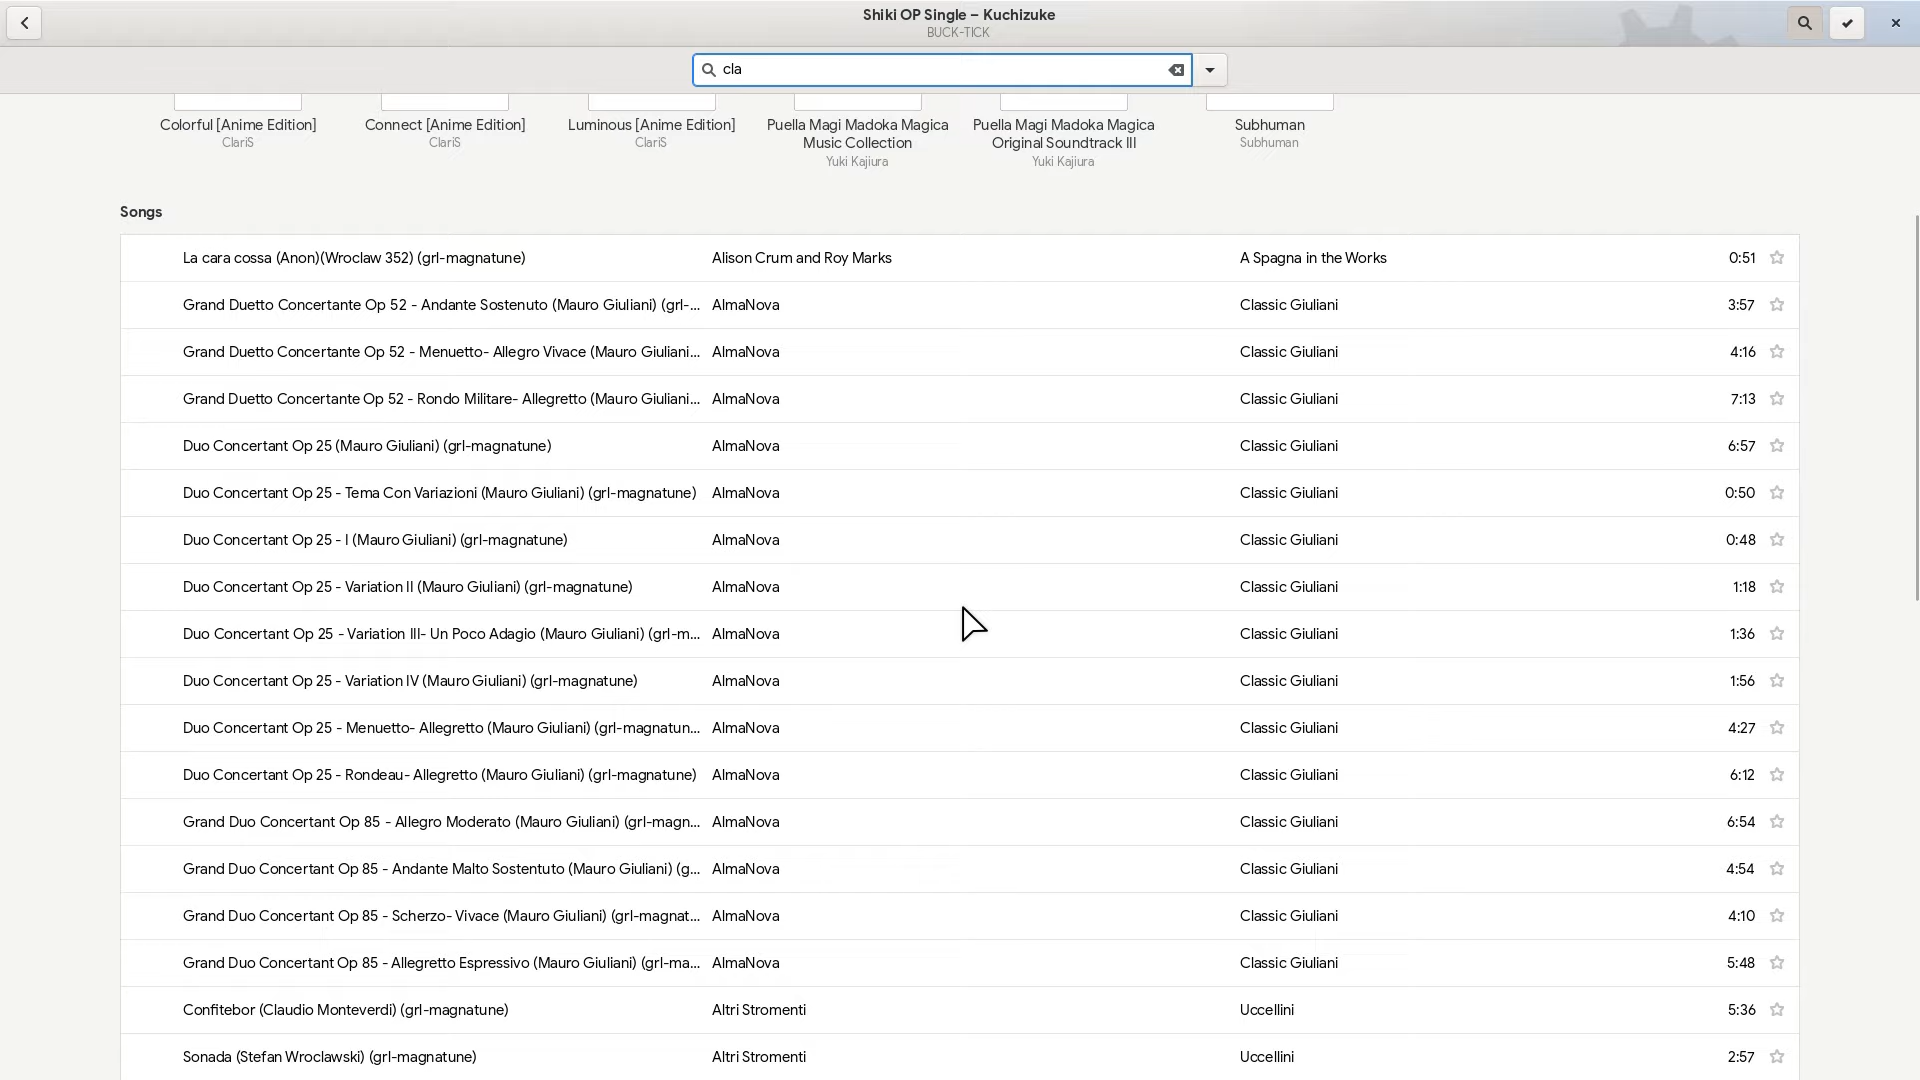 Shiki OP Single – Kuchizuke
BUCK-TICK
cla
Colorful [Anime Edition]
ClariS
Connect [Anime Edition]
ClariS
Luminous [Anime Edition]
ClariS
Puella Magi Madoka Magica
Music Collection
Yuki Kajiura
Puella Magi Madoka Magica
Original Soundtrack III
Yuki Kajiura
Subhuman
Subhuman
Songs
La cara cossa (Anon)(Wroclaw 352) (grl-magnatune) Alison Crum and Roy Marks A Spagna in the Works 0:51
Grand Duetto Concertante Op 52 - Andante Sostenuto (Mauro Giuliani) (grl-... AlmaNova Classic Giuliani 3:57
Grand Duetto Concertante Op 52 - Menuetto- Allegro Vivace (Mauro Giuliani... AlmaNova Classic Giuliani 4:16
Grand Duetto Concertante Op 52 - Rondo Militare- Allegretto (Mauro Giuliani... AlmaNova Classic Giuliani 7:13
Duo Concertant Op 25 (Mauro Giuliani) (grl-magnatune) AlmaNova Classic Giuliani 6:57
Duo Concertant Op 25 - Tema Con Variazioni (Mauro Giuliani) (grl-magnatune) AlmaNova Classic Giuliani 0:50
Duo Concertant Op 25 - I (Mauro Giuliani) (grl-magnatune) AlmaNova Classic Giuliani 0:48
Duo Concertant Op 25 - Variation II (Mauro Giuliani) (grl-magnatune) AlmaNova Classic Giuliani 1:18
Duo Concertant Op 25 - Variation III- Un Poco Adagio (Mauro Giuliani) (grl-m... AlmaNova Classic Giuliani 1:36
Duo Concertant Op 25 - Variation IV (Mauro Giuliani) (grl-magnatune) AlmaNova Classic Giuliani 1:56
Duo Concertant Op 25 - Menuetto- Allegretto (Mauro Giuliani) (grl-magnatun... AlmaNova Classic Giuliani 4:27
Duo Concertant Op 25 - Rondeau- Allegretto (Mauro Giuliani) (grl-magnatune) AlmaNova Classic Giuliani 6:12
Grand Duo Concertant Op 85 - Allegro Moderato (Mauro Giuliani) (grl-magn... AlmaNova Classic Giuliani 6:54
Grand Duo Concertant Op 85 - Andante Malto Sostentuto (Mauro Giuliani) (g... AlmaNova Classic Giuliani 4:54
Grand Duo Concertant Op 85 - Scherzo- Vivace (Mauro Giuliani) (grl-magnat... AlmaNova Classic Giuliani 4:10
Grand Duo Concertant Op 85 - Allegretto Espressivo (Mauro Giuliani) (grl-ma... AlmaNova Classic Giuliani 5:48
Confitebor (Claudio Monteverdi) (grl-magnatune) Altri Stromenti Uccellini 5:36
Sonada (Stefan Wroclawski) (grl-magnatune) Altri Stromenti Uccellini 2:57